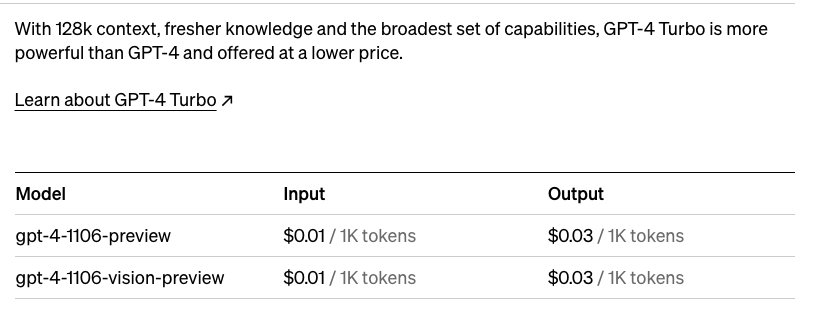 With 128k context, fresher knowledge and the broadest set of capabilities, GPT-4 Turbo is more
powerful than GPT-4 and offered at a lower price.
Learn about GPT-4 Turbo ↗
Model Input Output
gpt-4-1106-preview $0.01 / 1K tokens $0.03 / 1K tokens
gpt-4-1106-vision-preview $0.01 / 1K tokens $0.03 / 1K tokens